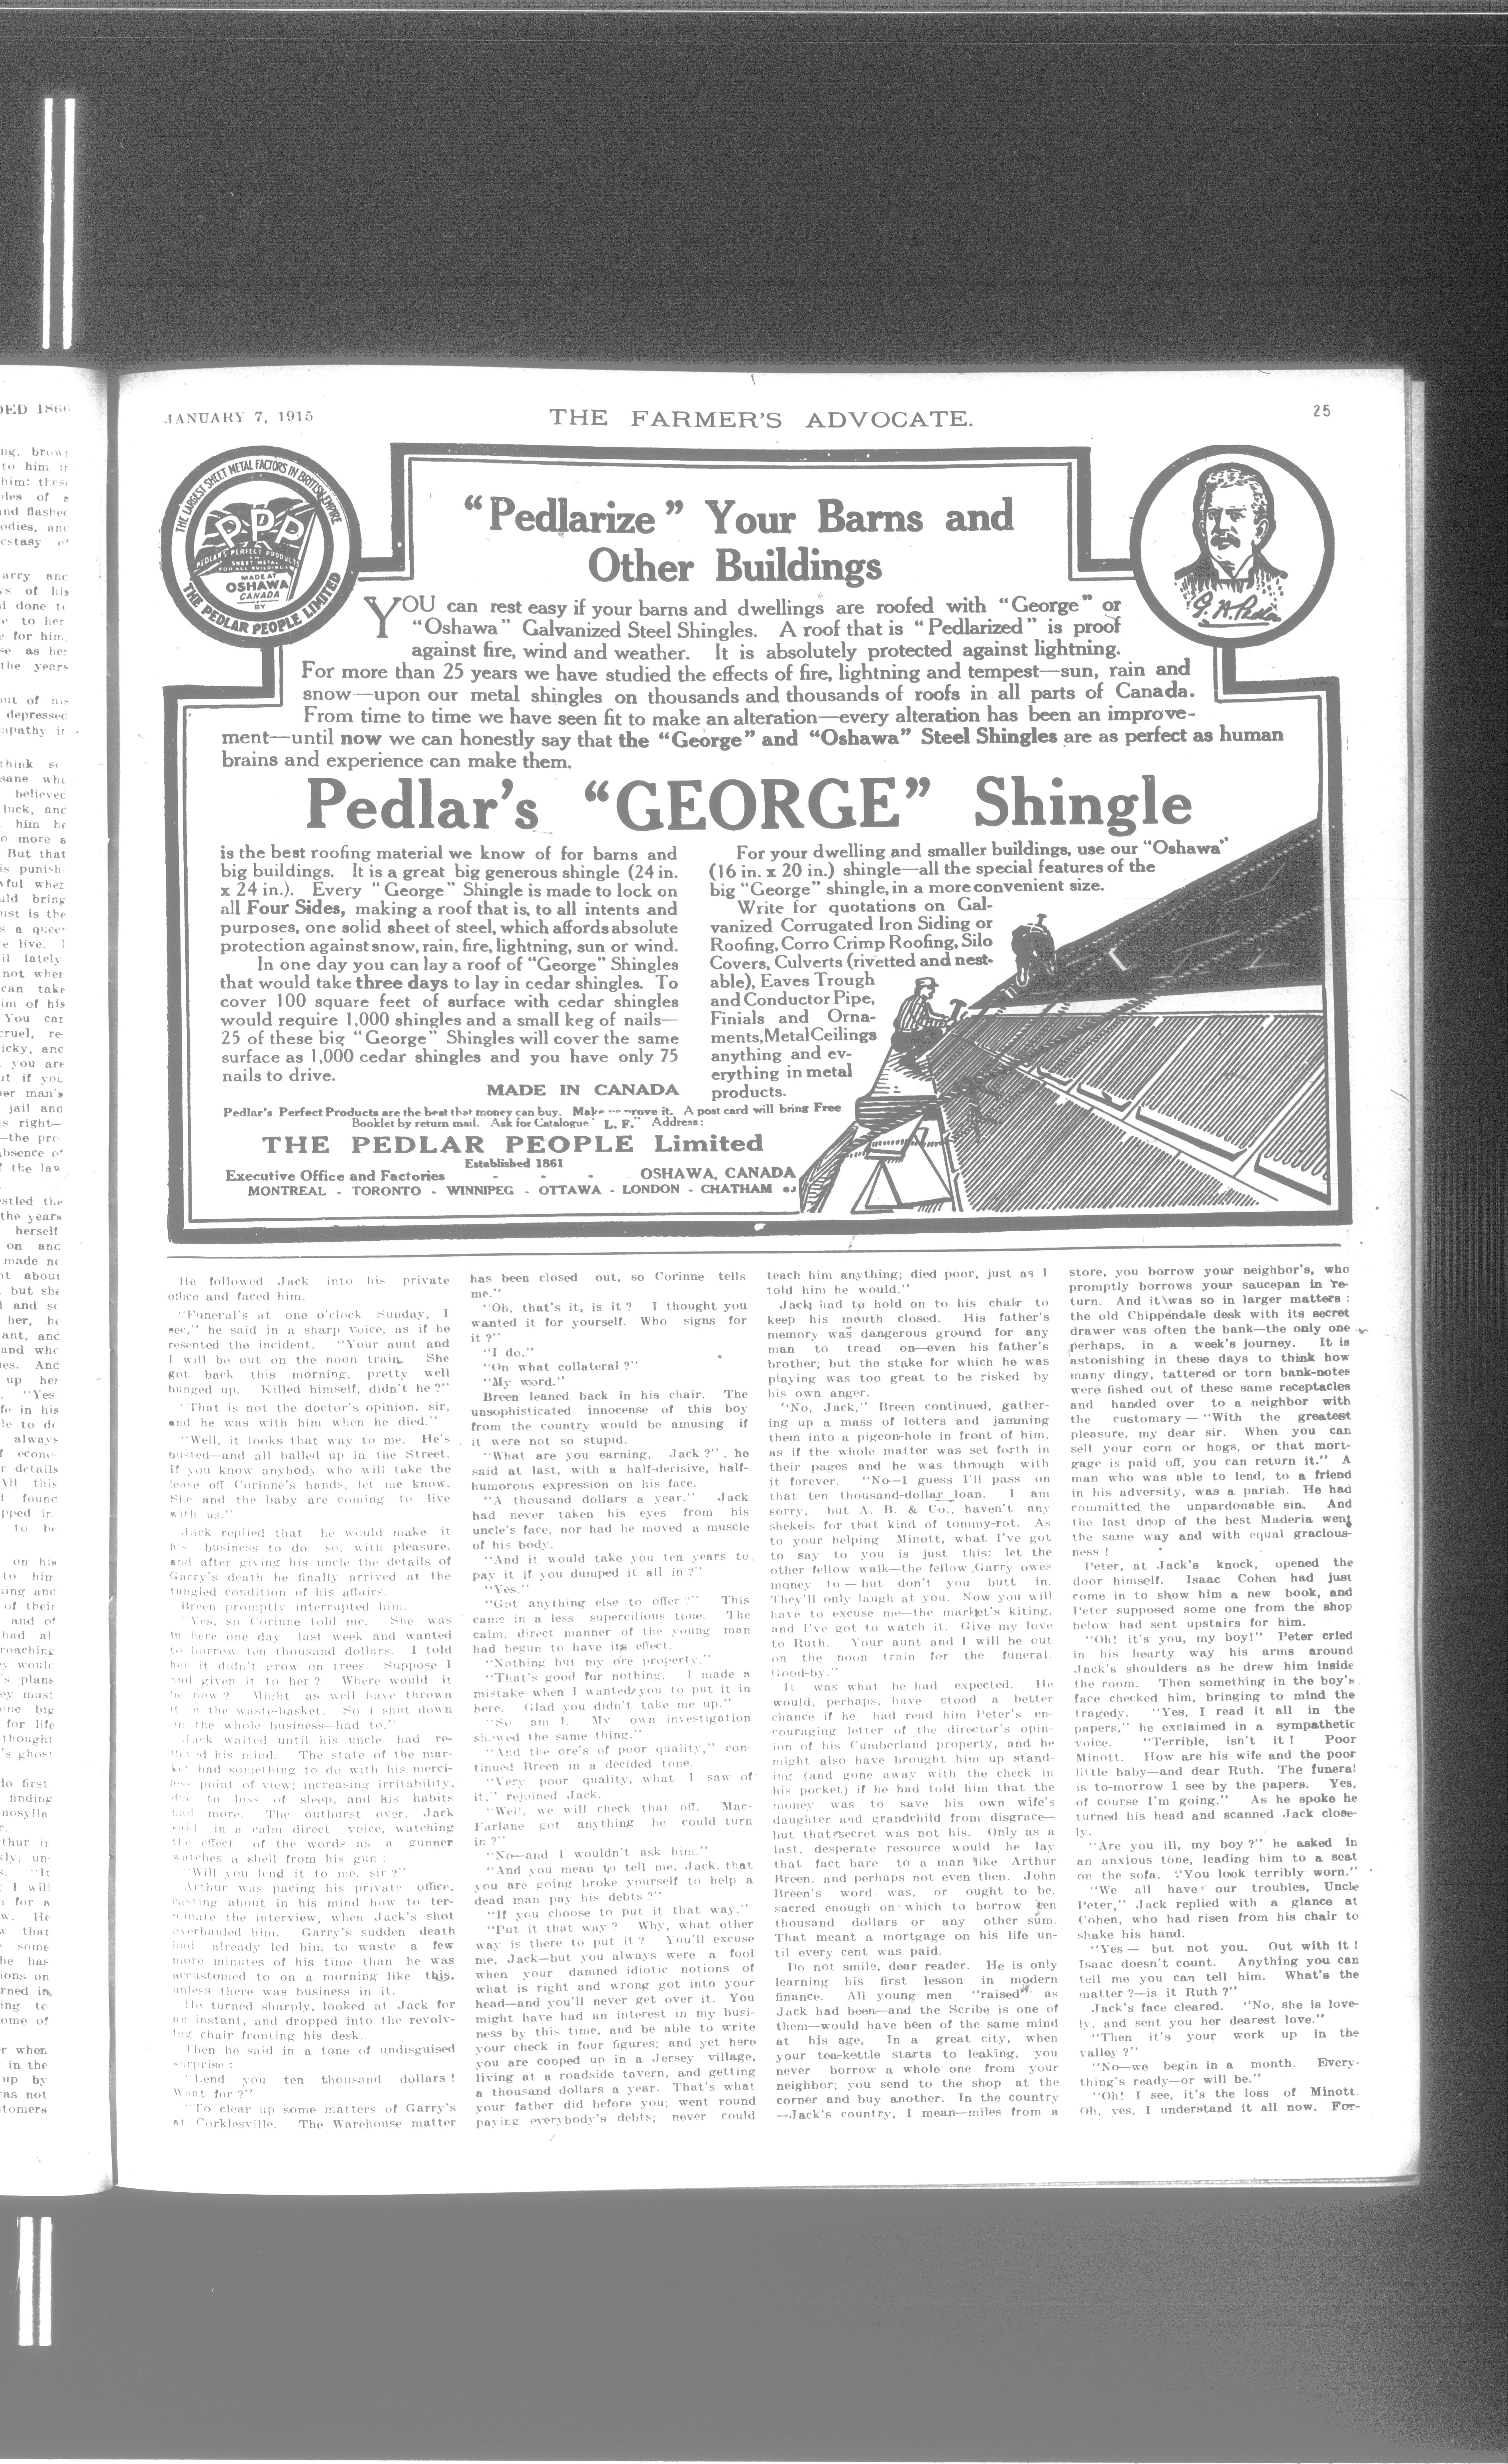 JANUARY 7, 1915
THE FARMER'S ADVOCATE.
25
THE LARGEST SHEET METAL FACTORS IN BRITISH EMPIRE
PPP
PEDLAR'S PERFECT PRODUCTS
IN
SHEET METAL
FOR ALL BUILDINGS
MADE AT
OSHAWA
CANADA
BY
THE PEDLAR PEOPLE LIMITED
G. H. Pedlar
"Pedlarize" Your Barns and
Other Buildings
YOU can rest easy if your barns and dwellings are roofed with "George" or
"Oshawa" Galvanized Steel Shingles. A roof that is "Pedlarized" is proof
against fire, wind and weather. It is absolutely protected against lightning.
For more than 25 years we have studied the effects of fire, lightning and tempest—sun, rain and
snow—upon our metal shingles on thousands and thousands of roofs in all parts of Canada.
From time to time we have seen fit to make an alteration—every alteration has been an improve-
ment—until now we can honestly say that the "George" and "Oshawa" Steel Shingles are as perfect as human
brains and experience can make them.
Pedlar's "GEORGE" Shingle
is the best roofing material we know of for barns and
big buildings. It is a great big generous shingle (24 in.
x 24 in.). Every "George" Shingle is made to lock on
all Four Sides, making a roof that is, to all intents and
purposes, one solid sheet of steel, which affords absolute
protection against snow, rain, fire, lightning, sun or wind.
In one day you can lay a roof of "George" Shingles
that would take three days to lay in cedar shingles. To
cover 100 square feet of surface with cedar shingles
would require 1,000 shingles and a small keg of nails—
25 of these big "George" Shingles will cover the same
surface as 1,000 cedar shingles and you have only 75
nails to drive.
MADE IN CANADA
For your dwelling and smaller buildings, use our "Oshawa"
(16 in. x 20 in.) shingle—all the special features of the
big "George" shingle, in a more convenient size.
Write for quotations on Gal-
vanized Corrugated Iron Siding or
Roofing, Corro Crimp Roofing, Silo
Covers, Culverts (rivetted and nest-
able), Eaves Trough
and Conductor Pipe,
Finials and Orna-
ments, Metal Ceilings
anything and ev-
erything in metal
products.
Pedlar's Perfect Products are the best that money can buy. Make us prove it. A post card will bring Free
Booklet by return mail. Ask for Catalogue "L. F." Address:
THE PEDLAR PEOPLE Limited
Established 1861
Executive Office and Factories - - - OSHAWA, CANADA
MONTREAL - TORONTO - WINNIPEG - OTTAWA - LONDON - CHATHAM
He followed Jack into his private
office and faced him.
"Funeral's at one o'clock Sunday, I
see," he said in a sharp voice, as if he
resented the incident. "Your aunt and
I will be out on the noon train. She
got back this morning, pretty well
bunged up. Killed himself, didn't he?"
"That is not the doctor's opinion, sir,
and he was with him when he died."
"Well, it looks that way to me. He's
busted—and all balled up in the Street.
If you know anybody who will take the
lease off Corinne's hands, let me know.
She and the baby are coming to live
with us."
Jack replied that he would make it
his business to do so, with pleasure,
and after giving his uncle the details of
Garry's death he finally arrived at the
tangled condition of his affairs.
Breen promptly interrupted him.
"Yes, so Corinne told me. She was
in here one day last week and wanted
to borrow ten thousand dollars. I told
her it didn't grow on trees. Suppose I
had given it to her? Where would it
be now? Might as well have thrown
it in the waste-basket. So I shut down
on the whole business—had to."
Jack waited until his uncle had re-
lieved his mind. The state of the mar-
ket had something to do with his merci-
less point of view; increasing irritability,
due to loss of sleep, and his habits
had more. The outburst over, Jack
said in a calm direct voice, watching
the effect of the words as a gunner
watches a shell from his gun:
"Will you lend it to me, sir?"
Arthur was pacing his private office,
casting about in his mind how to ter-
minate the interview, when Jack's shot
overhauled him. Garry's sudden death
had already led him to waste a few
more minutes of his time than he was
accustomed to on a morning like this,
unless there was business in it.
He turned sharply, looked at Jack for
an instant, and dropped into the revolv-
ing chair fronting his desk.
Then he said in a tone of undisguised
surprise:
"Lend you ten thousand dollars!
What for?"
"To clear up some matters of Garry's
at Corklesville. The Warehouse matter
has been closed out, so Corinne tells
me."
"Oh, that's it, is it? I thought you
wanted it for yourself. Who signs for
it?"
"I do."
"On what collateral?"
"My word."
Breen leaned back in his chair. The
unsophisticated innocense of this boy
from the country would be amusing if
it were not so stupid.
"What are you earning, Jack?" he
said at last, with a half-derisive, half-
humorous expression on his face.
"A thousand dollars a year." Jack
had never taken his eyes from his
uncle's face, nor had he moved a muscle
of his body.
"And it would take you ten years to
pay it if you dumped it all in?"
"Yes."
"Got anything else to offer?" This
came in a less supercilious tone. The
calm, direct manner of the young man
had begun to have its effect.
"Nothing but my ore property."
"That's good for nothing. I made a
mistake when I wanted you to put it in
here. Glad you didn't take me up."
"So am I. My own investigation
showed the same thing."
"And the ore's of poor quality," con-
tinued Breen in a decided tone.
"Very poor quality, what I saw of
it," rejoined Jack.
"Well, we will check that off. Mac-
Farlane got anything he could turn
in?"
"No—and I wouldn't ask him."
"And you mean to tell me, Jack, that
you are going broke yourself to help a
dead man pay his debts?"
"If you choose to put it that way."
"Put it that way? Why, what other
way is there to put it? You'll excuse
me, Jack—but you always were a fool
when your damned idiotic notions of
what is right and wrong got into your
head—and you'll never get over it. You
might have had an interest in my busi-
ness by this time, and be able to write
your check in four figures; and yet here
you are cooped up in a Jersey village,
living at a roadside tavern, and getting
a thousand dollars a year. That's what
your father did before you; went round
paying everybody's debts; never could
teach him anything; died poor, just as I
told him he would."
Jack had to hold on to his chair to
keep his mouth closed. His father's
memory was dangerous ground for any
man to tread on—even his father's
brother; but the stake for which he was
playing was too great to be risked by
his own anger.
"No, Jack," Breen continued, gather-
ing up a mass of letters and jamming
them into a pigeon-hole in front of him,
as if the whole matter was set forth in
their pages and he was through with
it forever. "No—I guess I'll pass on
that ten thousand-dollar loan. I am
sorry, but A. B. & Co., haven't any
shekels for that kind of tommy-rot. As
to your helping Minott, what I've got
to say to you is just this: let the
other fellow walk—the fellow Garry owes
money to—but don't you butt in.
They'll only laugh at you. Now you will
have to excuse me—the market's kiting,
and I've got to watch it. Give my love
to Ruth. Your aunt and I will be out
on the noon train for the funeral.
Good-by."
It was what he had expected. He
would, perhaps, have stood a better
chance if he had read him Peter's en-
couraging letter of the director's opin-
ion of his Cumberland property, and he
might also have brought him up stand-
ing (and gone away with the check in
his pocket) if he had told him that the
money was to save his own wife's
daughter and grandchild from disgrace—
but that secret was not his. Only as a
last, desperate resource would he lay
that fact bare to a man like Arthur
Breen, and perhaps not even then. John
Breen's word was, or ought to be,
sacred enough on which to borrow ten
thousand dollars or any other sum.
That meant a mortgage on his life un-
til every cent was paid.
Do not smile, dear reader. He is only
learning his first lesson in modern
finance. All young men "raised" as
Jack had been—and the Scribe is one of
them—would have been of the same mind
at his age. In a great city, when
your tea-kettle starts to leaking, you
never borrow a whole one from your
neighbor; you send to the shop at the
corner and buy another. In the country
—Jack's country, I mean—miles from a
store, you borrow your neighbor's, who
promptly borrows your saucepan in re-
turn. And it was so in larger matters:
the old Chippendale desk with its secret
drawer was often the bank—the only one
perhaps, in a week's journey. It is
astonishing in these days to think how
many dingy, tattered or torn bank-notes
were fished out of these same receptacles
and handed over to a neighbor with
the customary—"With the greatest
pleasure, my dear sir. When you can
sell your corn or hogs, or that mort-
gage is paid off, you can return it." A
man who was able to lend, to a friend
in his adversity, was a pariah. He had
committed the unpardonable sin. And
the last drop of the best Maderia went
the same way and with equal gracious-
ness!
Peter, at Jack's knock, opened the
door himself. Isaac Cohen had just
come in to show him a new book, and
Peter supposed some one from the shop
below had sent upstairs for him.
"Oh! it's you, my boy!" Peter cried
in his hearty way his arms around
Jack's shoulders as he drew him inside
the room. Then something in the boy's
face checked him, bringing to mind the
tragedy. "Yes, I read it all in the
papers," he exclaimed in a sympathetic
voice. "Terrible, isn't it! Poor
Minott. How are his wife and the poor
little baby—and dear Ruth. The funeral
is to-morrow I see by the papers. Yes,
of course I'm going." As he spoke he
turned his head and scanned Jack close-
ly.
"Are you ill, my boy?" he asked in
an anxious tone, leading him to a seat
on the sofa. "You look terribly worn."
"We all have our troubles, Uncle
Peter," Jack replied with a glance at
Cohen, who had risen from his chair to
shake his hand.
"Yes—but not you. Out with it!
Isaac doesn't count. Anything you can
tell me you can tell him. What's the
matter?—is it Ruth?"
Jack's face cleared. "No, she is love-
ly, and sent you her dearest love."
"Then it's your work up in the
valley?"
"No—we begin in a month. Every-
thing's ready—or will be."
"Oh! I see, it's the loss of Minott.
Oh, yes, I understand it all now. For-